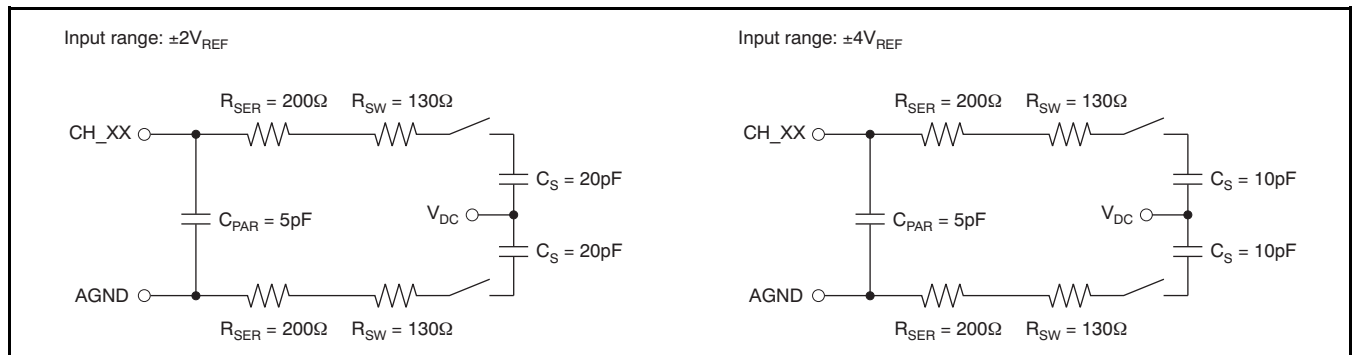 Input range: ±2VREF
Input range: ±4VREF
RSER = 200Ω RSW = 130Ω
RSER = 200Ω RSW = 130Ω
CH_XX
CH_XX
CS = 20pF
CS = 10pF
VDC
VDC
CPAR = 5pF
CPAR = 5pF
CS = 20pF
CS = 10pF
AGND
AGND
RSER = 200Ω RSW = 130Ω
RSER = 200Ω RSW = 130Ω